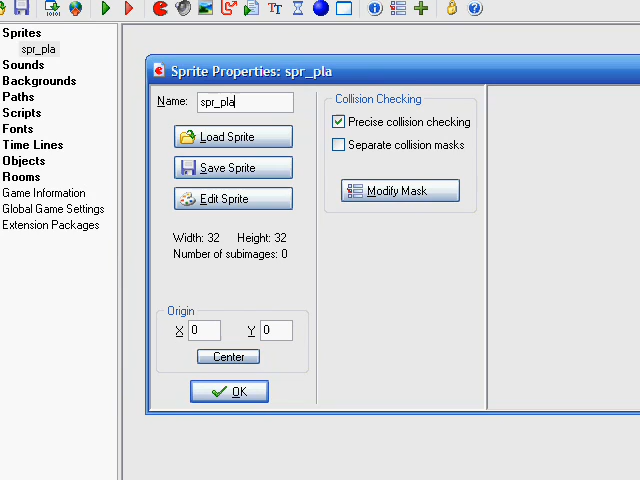 Sprites
spr_pla
Sounds
Backgrounds
Paths
Scripts
Fonts
Time Lines
Objects
Rooms
Game Information
Global Game Settings
Extension Packages
Sprite Properties: spr_pla
Name: spr_pla
Load Sprite
Save Sprite
Edit Sprite
Width: 32 Height: 32
Number of subimages: 0
Origin
X 0 Y 0
Center
OK
Collision Checking
Precise collision checking
Separate collision masks
Modify Mask